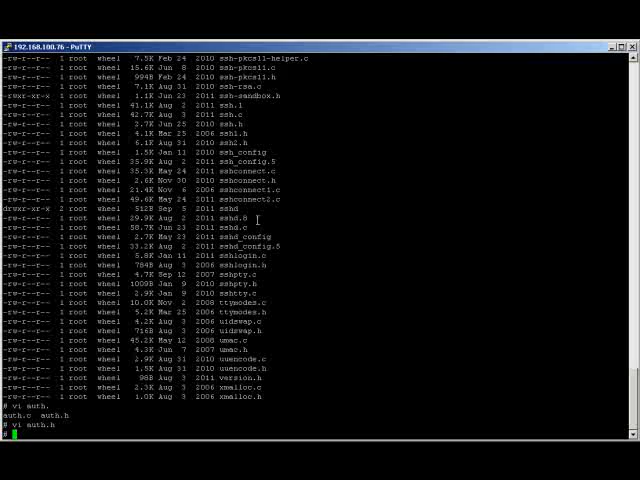 192.168.100.76 - PuTTY
-rw-r--r--  1 root  wheel   7.5K Feb 24  2010 ssh-pkcs11-helper.c
-rw-r--r--  1 root  wheel  15.6K Jun  8  2010 ssh-pkcs11.c
-rw-r--r--  1 root  wheel   994B Feb 24  2010 ssh-pkcs11.h
-rw-r--r--  1 root  wheel   7.1K Aug 31  2010 ssh-rsa.c
-rwxr-xr-x  1 root  wheel   1.1K Jun 23  2011 ssh-sandbox.h
-rw-r--r--  1 root  wheel  41.1K Aug  2  2011 ssh.1
-rw-r--r--  1 root  wheel  42.7K Aug  3  2011 ssh.c
-rw-r--r--  1 root  wheel   2.7K Jun 25  2010 ssh.h
-rw-r--r--  1 root  wheel   4.1K Mar 25  2006 ssh1.h
-rw-r--r--  1 root  wheel   6.1K Aug 31  2010 ssh2.h
-rw-r--r--  1 root  wheel   1.5K Jan 11  2010 ssh_config
-rw-r--r--  1 root  wheel  35.9K Aug  2  2011 ssh_config.5
-rw-r--r--  1 root  wheel  35.3K May 24  2011 sshconnect.c
-rw-r--r--  1 root  wheel   2.6K Nov 30  2010 sshconnect.h
-rw-r--r--  1 root  wheel  21.4K Nov  6  2006 sshconnect1.c
-rw-r--r--  1 root  wheel  49.6K May 24  2011 sshconnect2.c
drwxr-xr-x  2 root  wheel   512B Sep  5  2011 sshd
-rw-r--r--  1 root  wheel  29.9K Aug  2  2011 sshd.8
-rw-r--r--  1 root  wheel  58.7K Jun 23  2011 sshd.c
-rw-r--r--  1 root  wheel   2.7K May 23  2011 sshd_config
-rw-r--r--  1 root  wheel  33.2K Aug  2  2011 sshd_config.5
-rw-r--r--  1 root  wheel   5.8K Jan 11  2011 sshlogin.c
-rw-r--r--  1 root  wheel   784B Aug  3  2006 sshlogin.h
-rw-r--r--  1 root  wheel   4.7K Sep 12  2007 sshpty.c
-rw-r--r--  1 root  wheel  1009B Jan  9  2010 sshpty.h
-rw-r--r--  1 root  wheel   2.9K Jan  9  2010 sshtty.c
-rw-r--r--  1 root  wheel  10.0K Nov  2  2008 ttymodes.c
-rw-r--r--  1 root  wheel   5.2K Mar 25  2006 ttymodes.h
-rw-r--r--  1 root  wheel   4.2K Aug  3  2006 uidswap.c
-rw-r--r--  1 root  wheel   716B Aug  3  2006 uidswap.h
-rw-r--r--  1 root  wheel  45.2K May 12  2008 umac.c
-rw-r--r--  1 root  wheel   4.3K Jun  7  2007 umac.h
-rw-r--r--  1 root  wheel   2.9K Aug 31  2010 uuencode.c
-rw-r--r--  1 root  wheel   1.5K Aug 31  2010 uuencode.h
-rw-r--r--  1 root  wheel    98B Aug  3  2011 version.h
-rw-r--r--  1 root  wheel   2.3K Aug  3  2006 xmalloc.c
-rw-r--r--  1 root  wheel   1.0K Aug  3  2006 xmalloc.h
# vi auth.
auth.c  auth.h
# vi auth.h
#